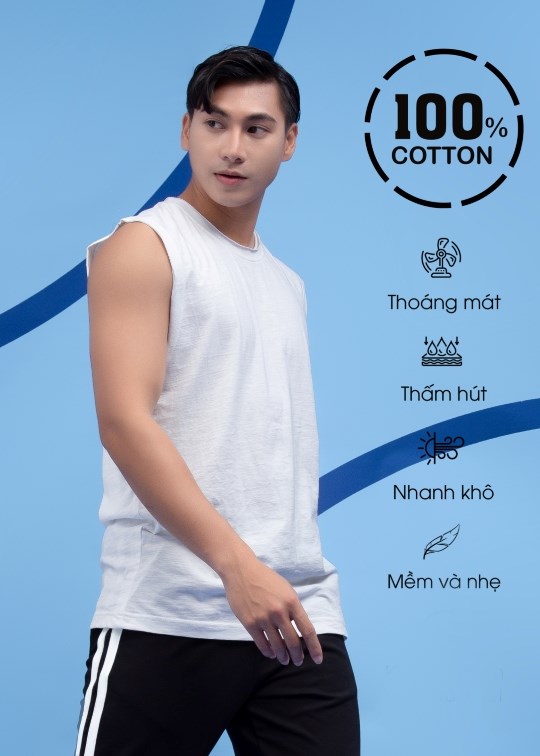 100%
COTTON
Thoáng mát
Thấm hút
Nhanh khô
Mềm và nhẹ